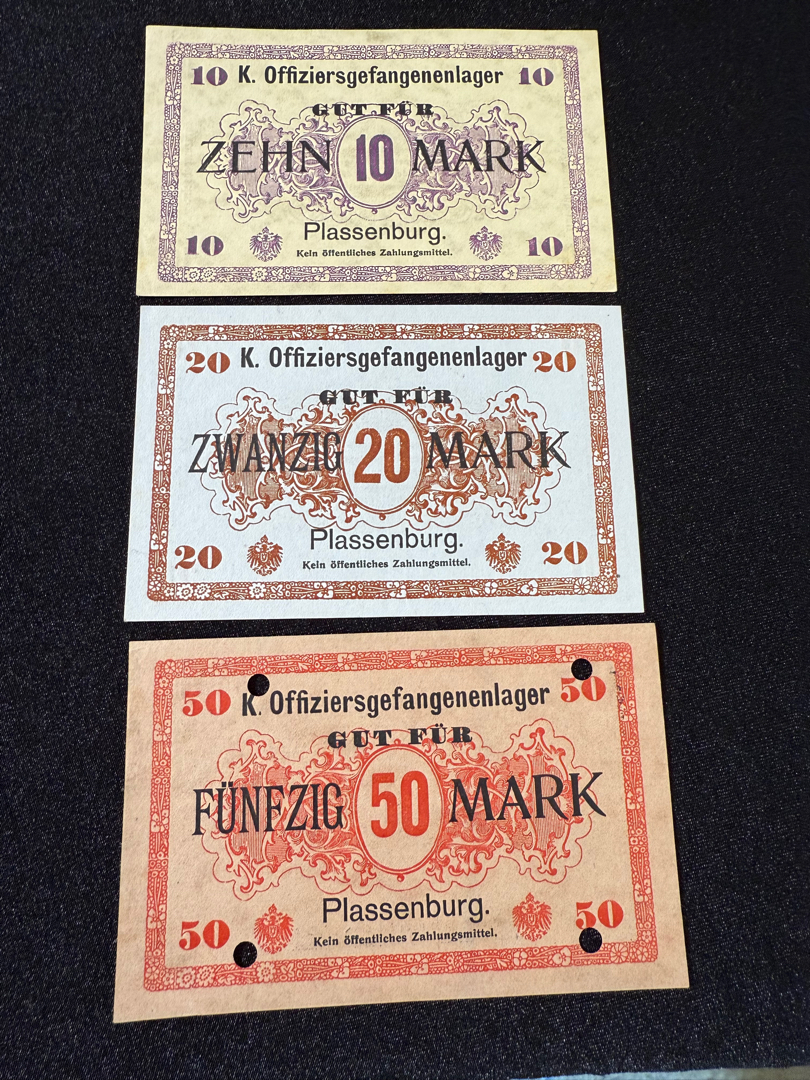 10 K. Offiziersgefangenenlager 10
GUT FÜR
ZEHN 10 MARK
Plassenburg.
10 Kein öffentliches Zahlungsmittel. 10
20 K. Offiziersgefangenenlager 20
GUT FÜR
ZWANZIG 20 MARK
Plassenburg.
20 Kein öffentliches Zahlungsmittel. 20
50 K. Offiziersgefangenenlager 50
GUT FÜR
FÜNFZIG 50 MARK
Plassenburg.
50 Kein öffentliches Zahlungsmittel. 50